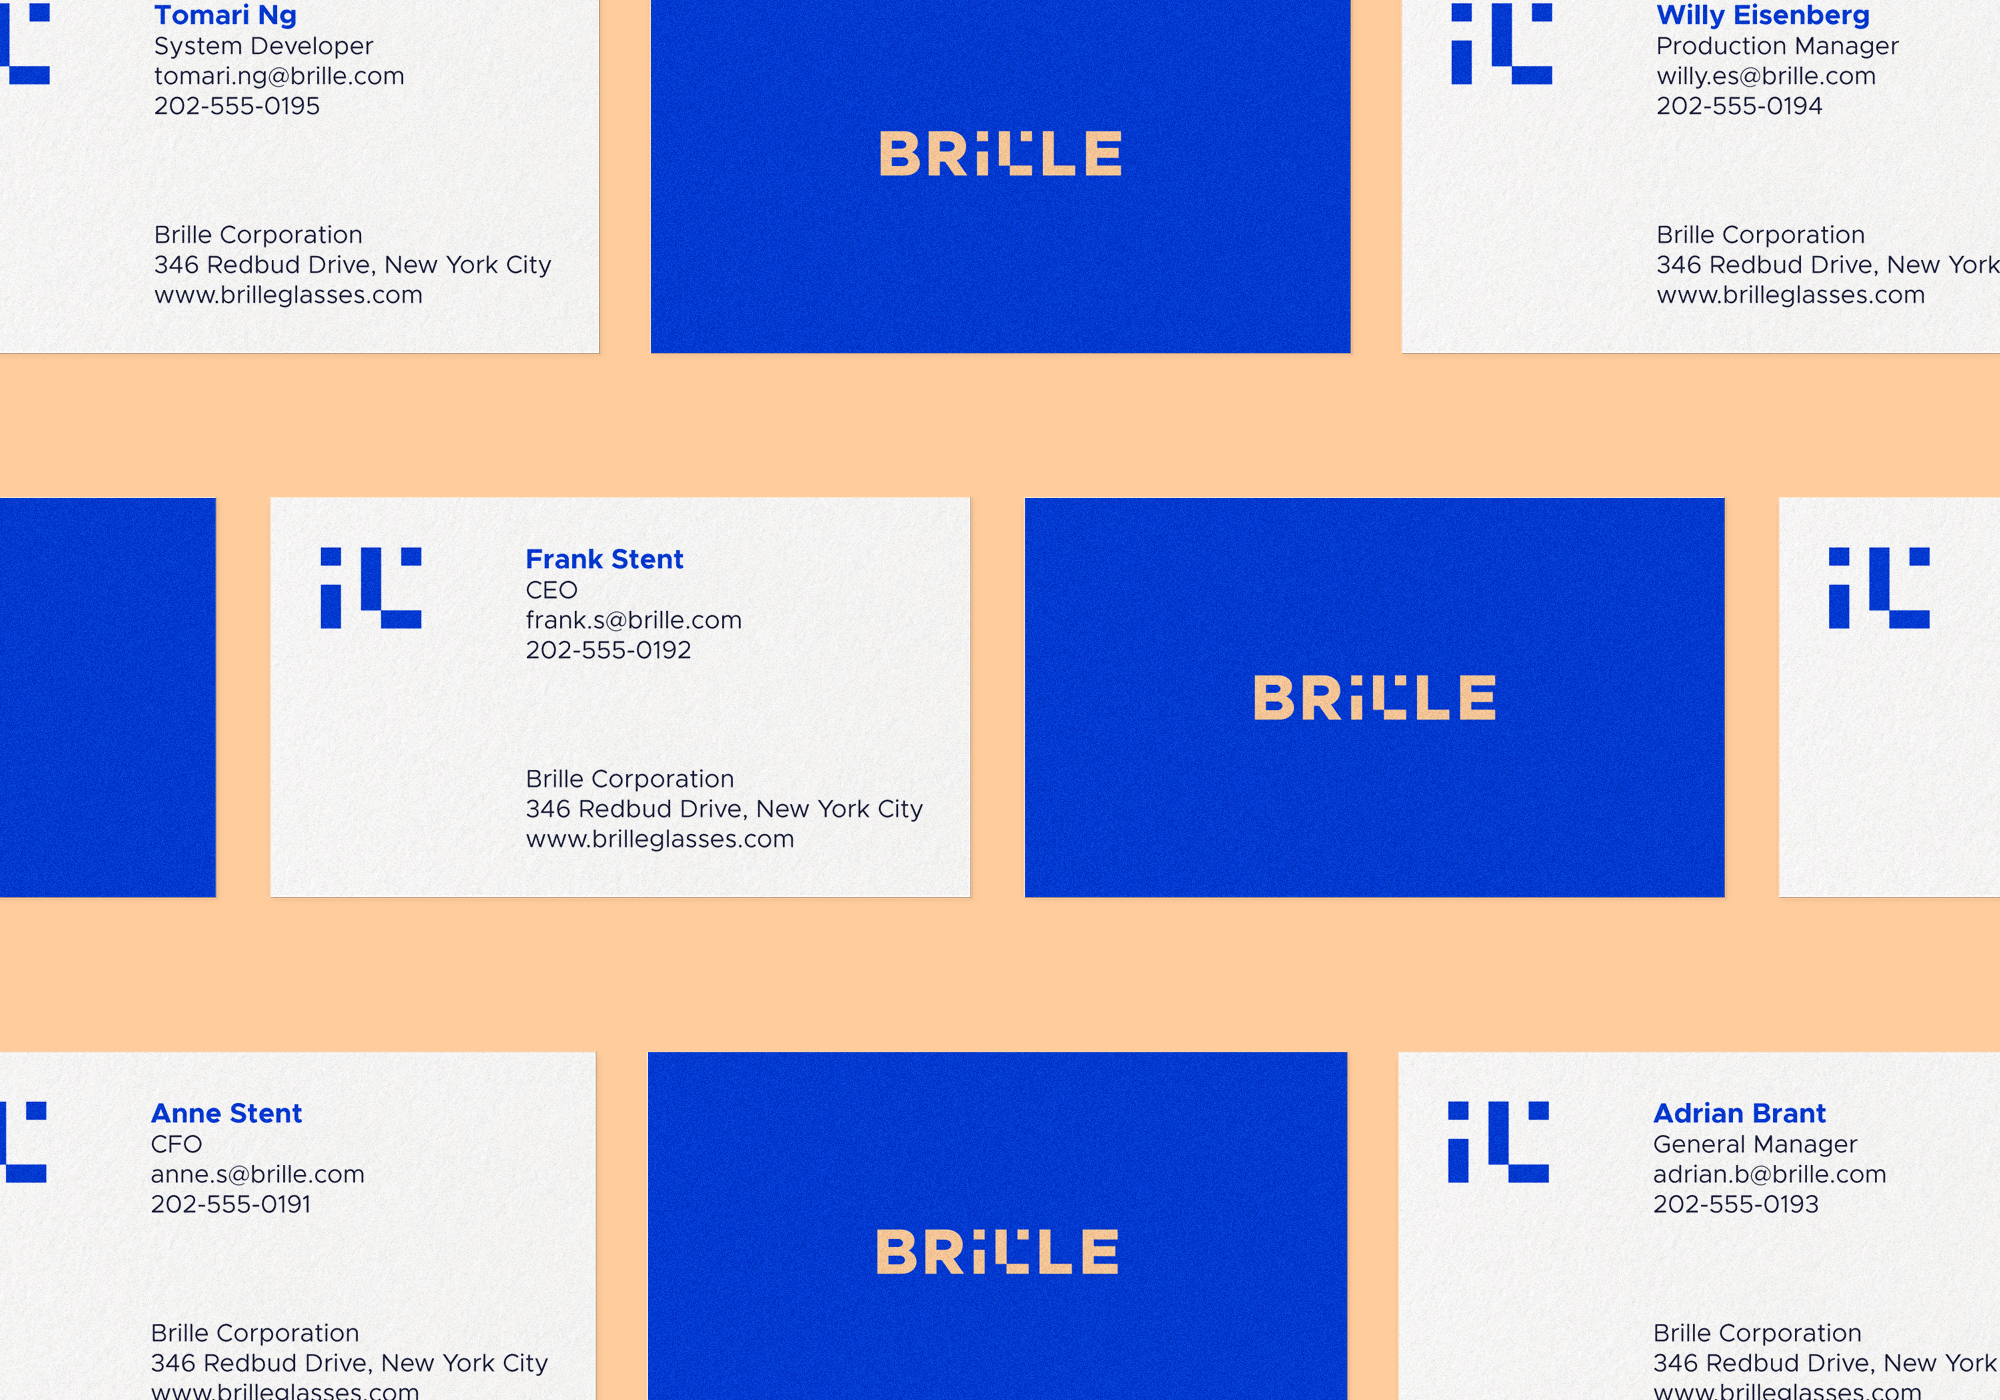 Tomari Ng
System Developer
tomari.ng@brille.com
202-555-0195
Brille Corporation
346 Redbud Drive, New York City
www.brilleglasses.com
BRiLLE
Willy Eisenberg
Production Manager
willy.es@brille.com
202-555-0194
Brille Corporation
346 Redbud Drive, New York
www.brilleglasses.com
Frank Stent
CEO
frank.s@brille.com
202-555-0192
Brille Corporation
346 Redbud Drive, New York City
www.brilleglasses.com
BRiLLE
Anne Stent
CFO
anne.s@brille.com
202-555-0191
Brille Corporation
346 Redbud Drive, New York City
www.brilleglasses.com
BRiLLE
Adrian Brant
General Manager
adrian.b@brille.com
202-555-0193
Brille Corporation
346 Redbud Drive, New York
www.brilleglasses.com